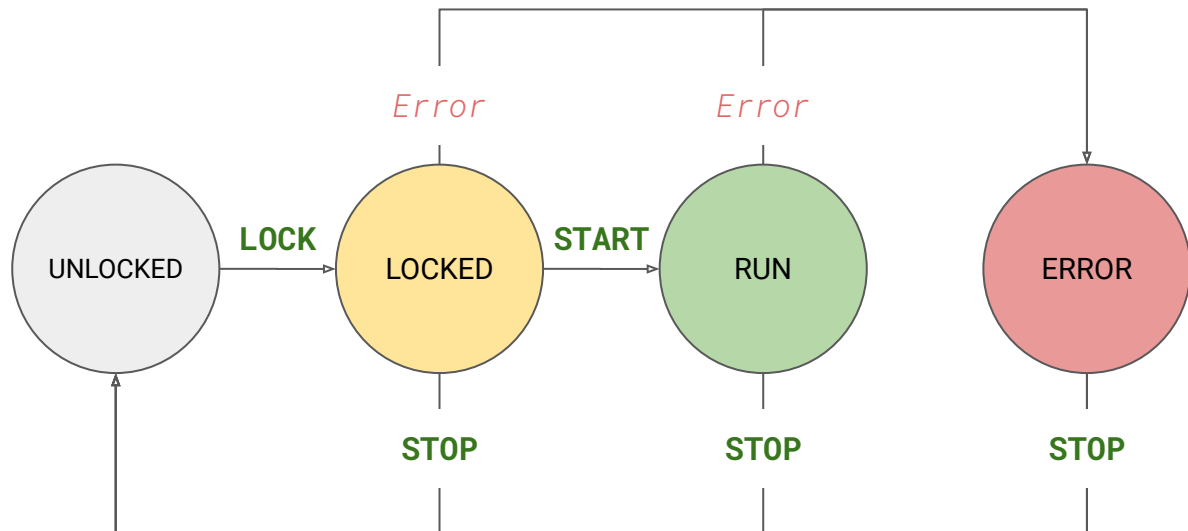 Error
Error
UNLOCKED
LOCK
LOCKED
START
RUN
ERROR
STOP
STOP
STOP